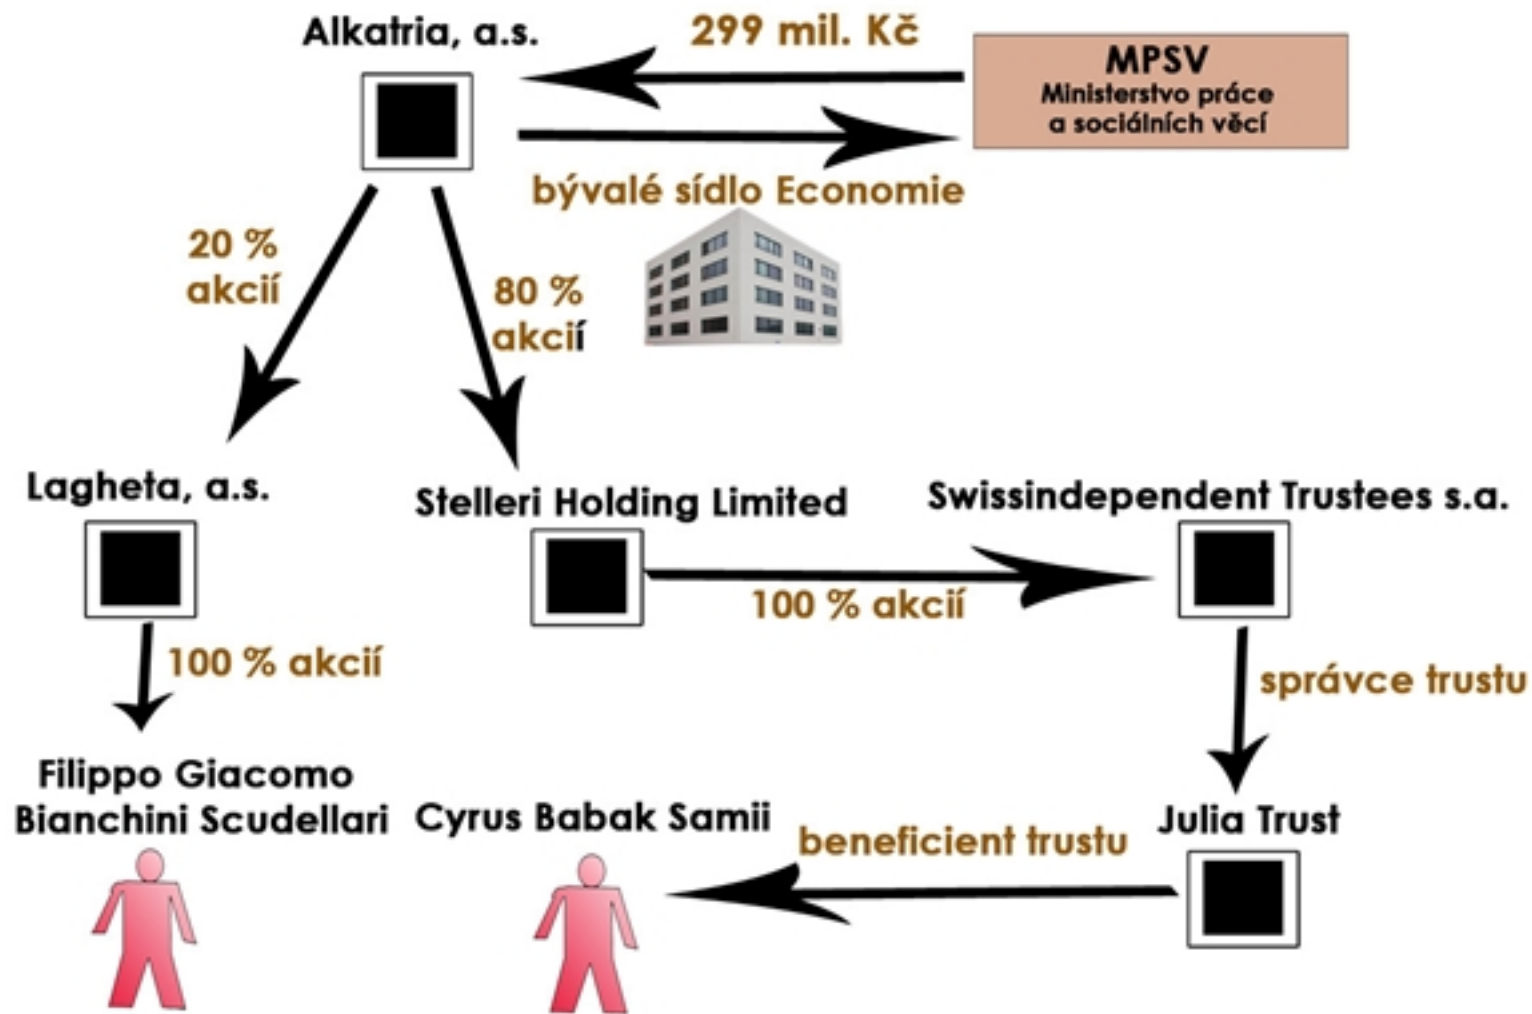 Alkatria, a.s.
299 mil. Kč
MPSV
Ministerstvo práce
a sociálních věcí
bývalé sídlo Economie
20 %
akcií
80 %
akcií
Lagheta, a.s.
Stelleri Holding Limited
Swissindependent Trustees s.a.
100 % akcií
100 % akcií
správce trustu
Filippo Giacomo
Bianchini Scudellari
Cyrus Babak Samii
beneficient trustu
Julia Trust